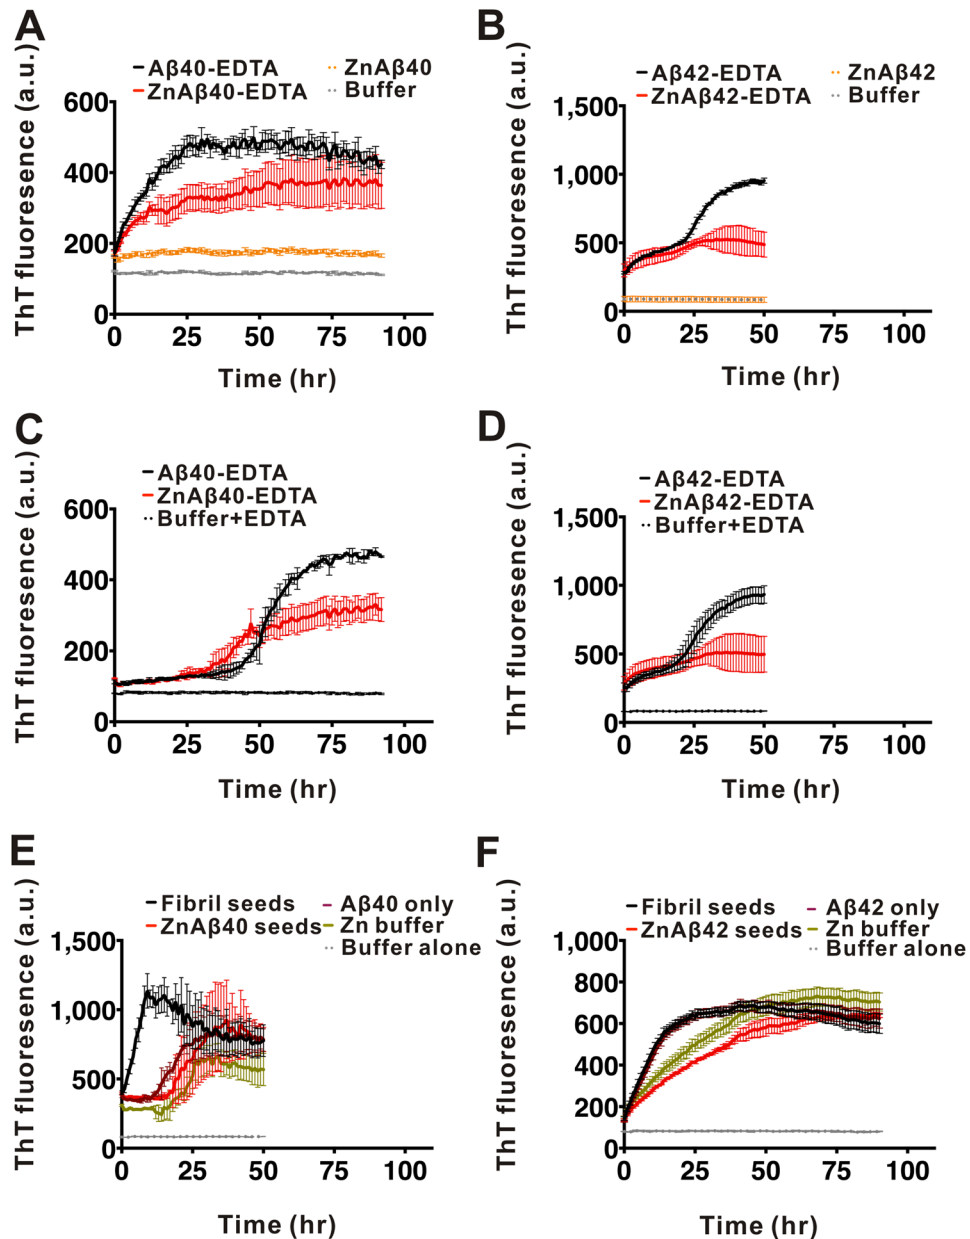 A
Aβ40-EDTA
ZnAβ40
ZnAβ40-EDTA
Buffer
ThT fluoresence (a.u.)
600
400
200
0
0 25 50 75 100
Time (hr)
B
Aβ42-EDTA
ZnAβ42
ZnAβ42-EDTA
Buffer
ThT fluoresence (a.u.)
1,500
1,000
500
0
0 25 50 75 100
Time (hr)
C
Aβ40-EDTA
ZnAβ40-EDTA
Buffer+EDTA
ThT fluoresence (a.u.)
600
400
200
0
0 25 50 75 100
Time (hr)
D
Aβ42-EDTA
ZnAβ42-EDTA
Buffer+EDTA
ThT fluoresence (a.u.)
1,500
1,000
500
0
0 25 50 75 100
Time (hr)
E
Fibril seeds
Aβ40 only
ZnAβ40 seeds
Zn buffer
Buffer alone
ThT fluoresence (a.u.)
1,500
1,000
500
0
0 25 50 75 100
Time (hr)
F
Fibril seeds
Aβ42 only
ZnAβ42 seeds
Zn buffer
Buffer alone
ThT fluoresence (a.u.)
1,000
800
600
400
200
0
0 25 50 75 100
Time (hr)